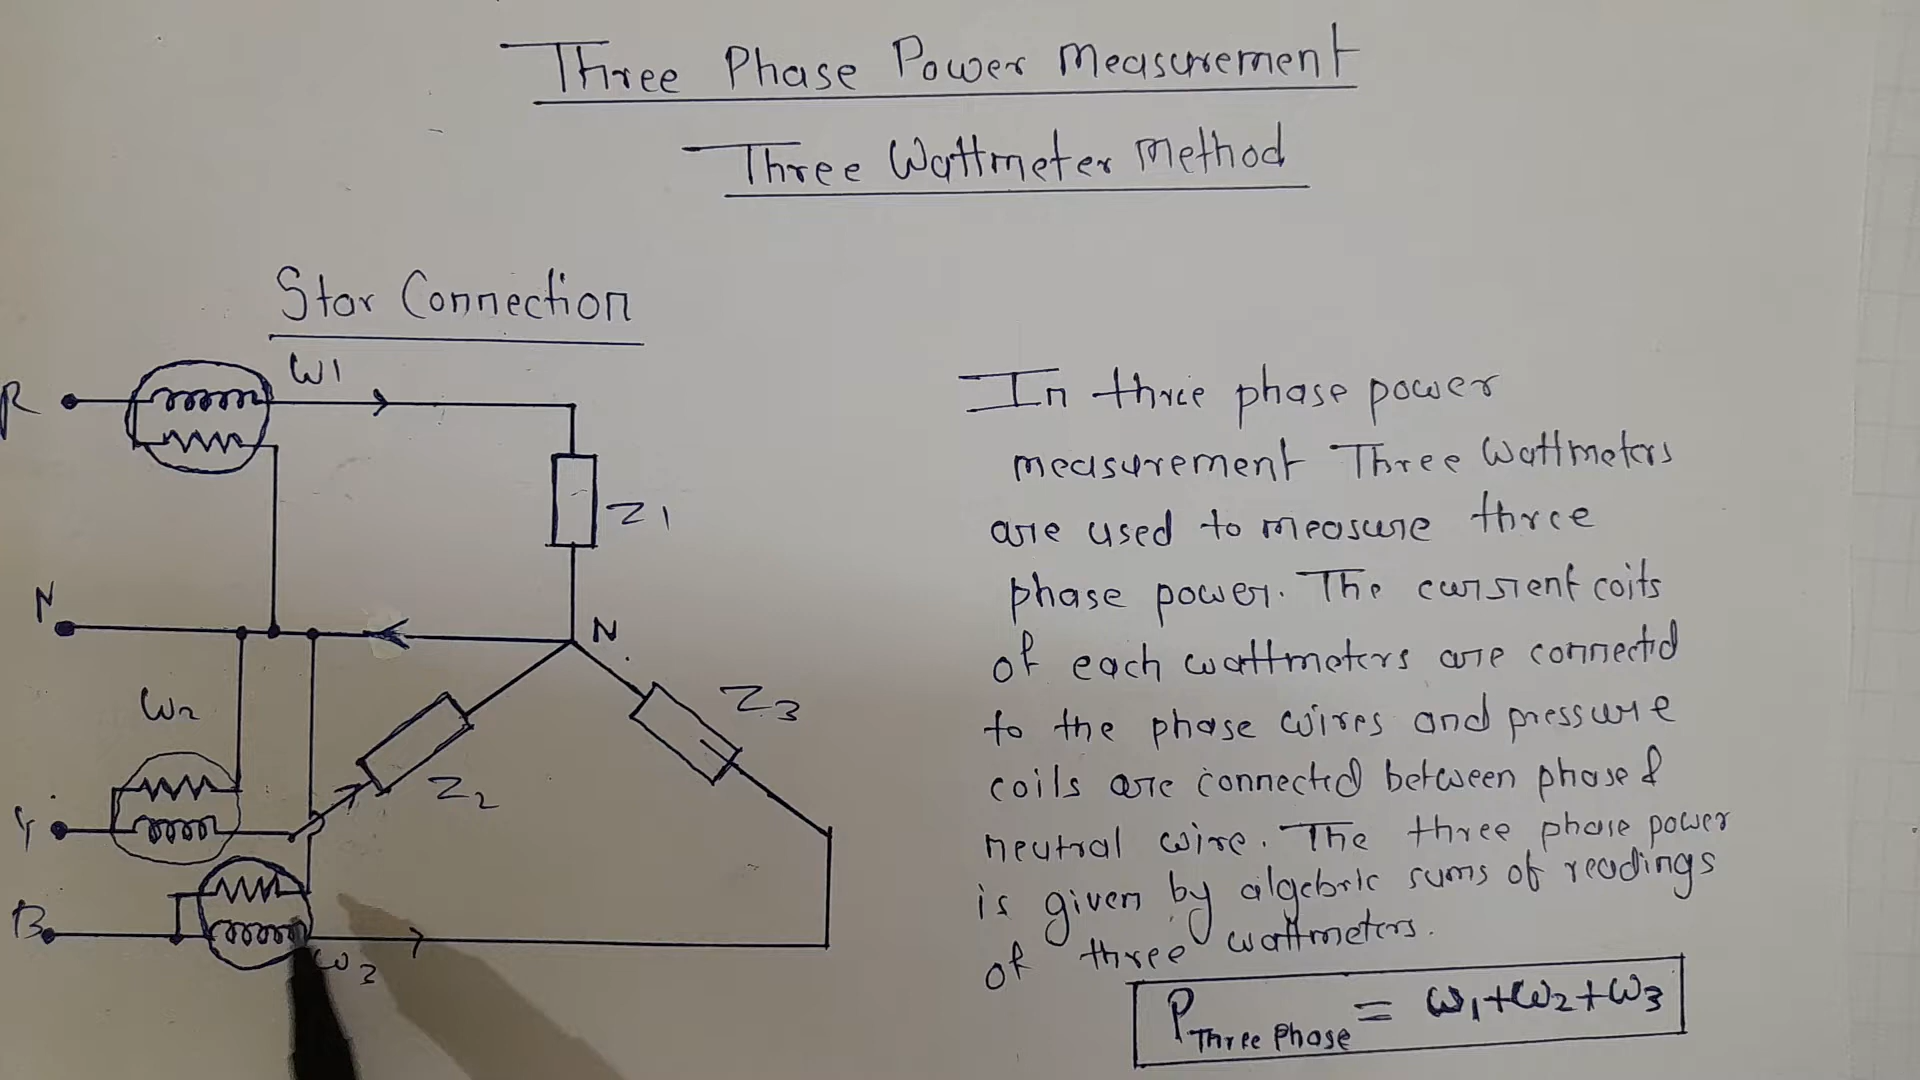 Three Phase Power Measurement
Three Wattmeter Method
Star Connection
W1
R
Z1
N
N
W2
Z3
Z2
Y
B
W3
In three phase power
measurement Three Wattmeters
are used to measure three
phase power. The current coils
of each wattmeters are connected
to the phase wires and pressure
coils are connected between phase &
neutral wire. The three phase power
is given by algebric sums of readings
of three wattmeters.
P Three Phase = W1+W2+W3